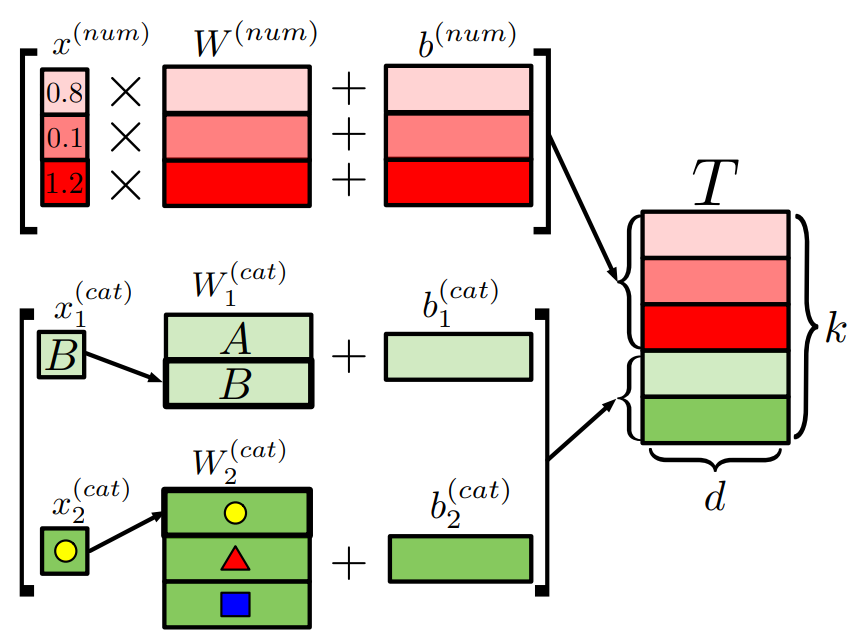 x^(num) W^(num) b^(num)
0.8 × +
0.1 × +
1.2 × +
T
k
d
x_1^(cat) W_1^(cat) b_1^(cat)
B A +
B
x_2^(cat) W_2^(cat) b_2^(cat)
+